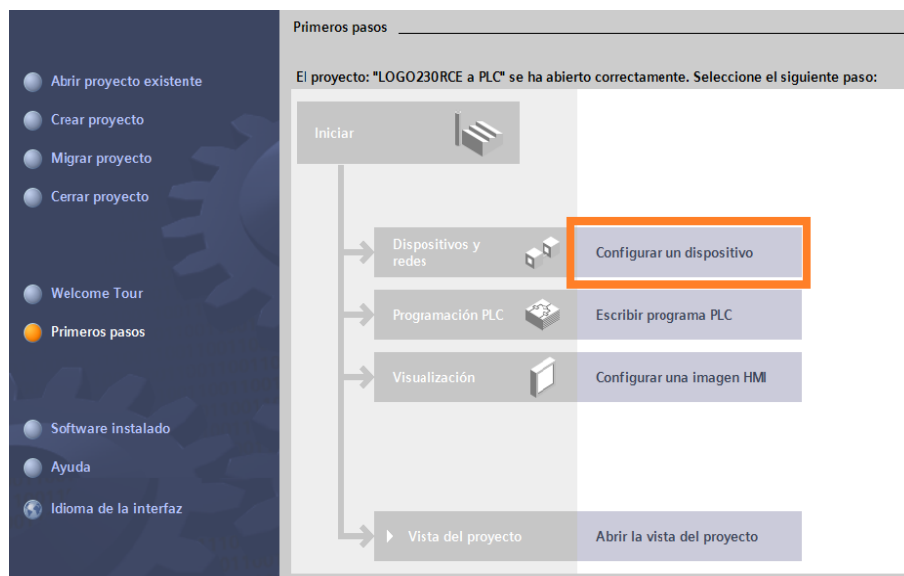 Primeros pasos
Abrir proyecto existente
Crear proyecto
Migrar proyecto
Cerrar proyecto
Welcome Tour
Primeros pasos
Software instalado
Ayuda
Idioma de la interfaz
El proyecto: "LOGO230RCE a PLC" se ha abierto correctamente. Seleccione el siguiente paso:
Iniciar
Dispositivos y
redes
Configurar un dispositivo
Programación PLC
Escribir programa PLC
Visualización
Configurar una imagen HMI
Vista del proyecto
Abrir la vista del proyecto